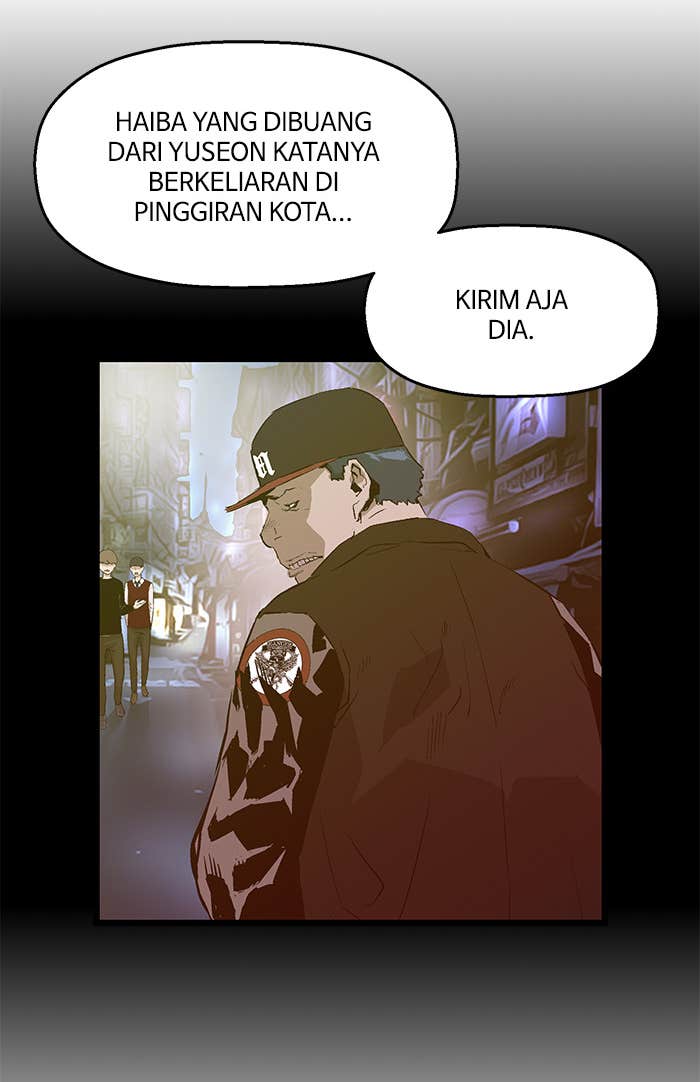 HAIBA YANG DIBUANG
DARI YUSEON KATANYA
BERKELIARAN DI
PINGGIRAN KOTA...
KIRIM AJA
DIA.